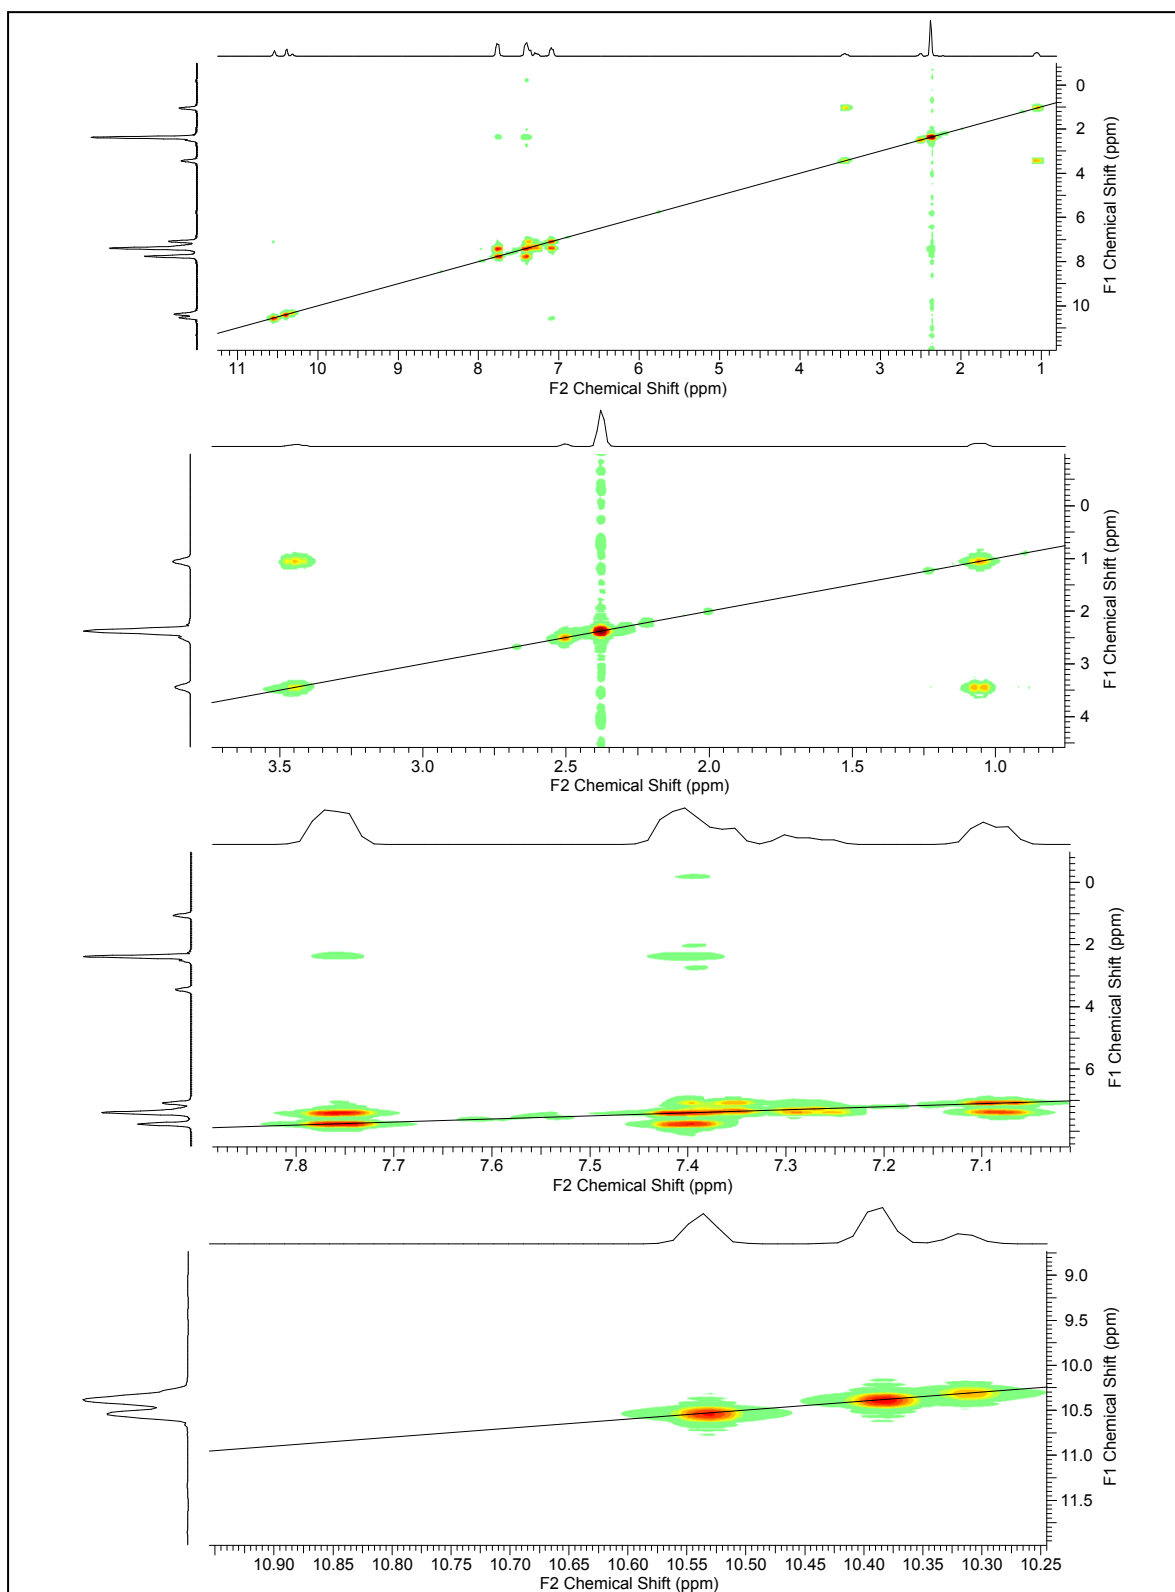 0
2
4
6
8
10
F1 Chemical Shift (ppm)
11 10 9 8 7 6 5 4 3 2 1
F2 Chemical Shift (ppm)
0
1
2
3
4
F1 Chemical Shift (ppm)
3.5 3.0 2.5 2.0 1.5 1.0
F2 Chemical Shift (ppm)
0
2
4
6
F1 Chemical Shift (ppm)
7.8 7.7 7.6 7.5 7.4 7.3 7.2 7.1
F2 Chemical Shift (ppm)
9.0
9.5
10.0
10.5
11.0
11.5
F1 Chemical Shift (ppm)
10.90 10.85 10.80 10.75 10.70 10.65 10.60 10.55 10.50 10.45 10.40 10.35 10.30 10.25
F2 Chemical Shift (ppm)